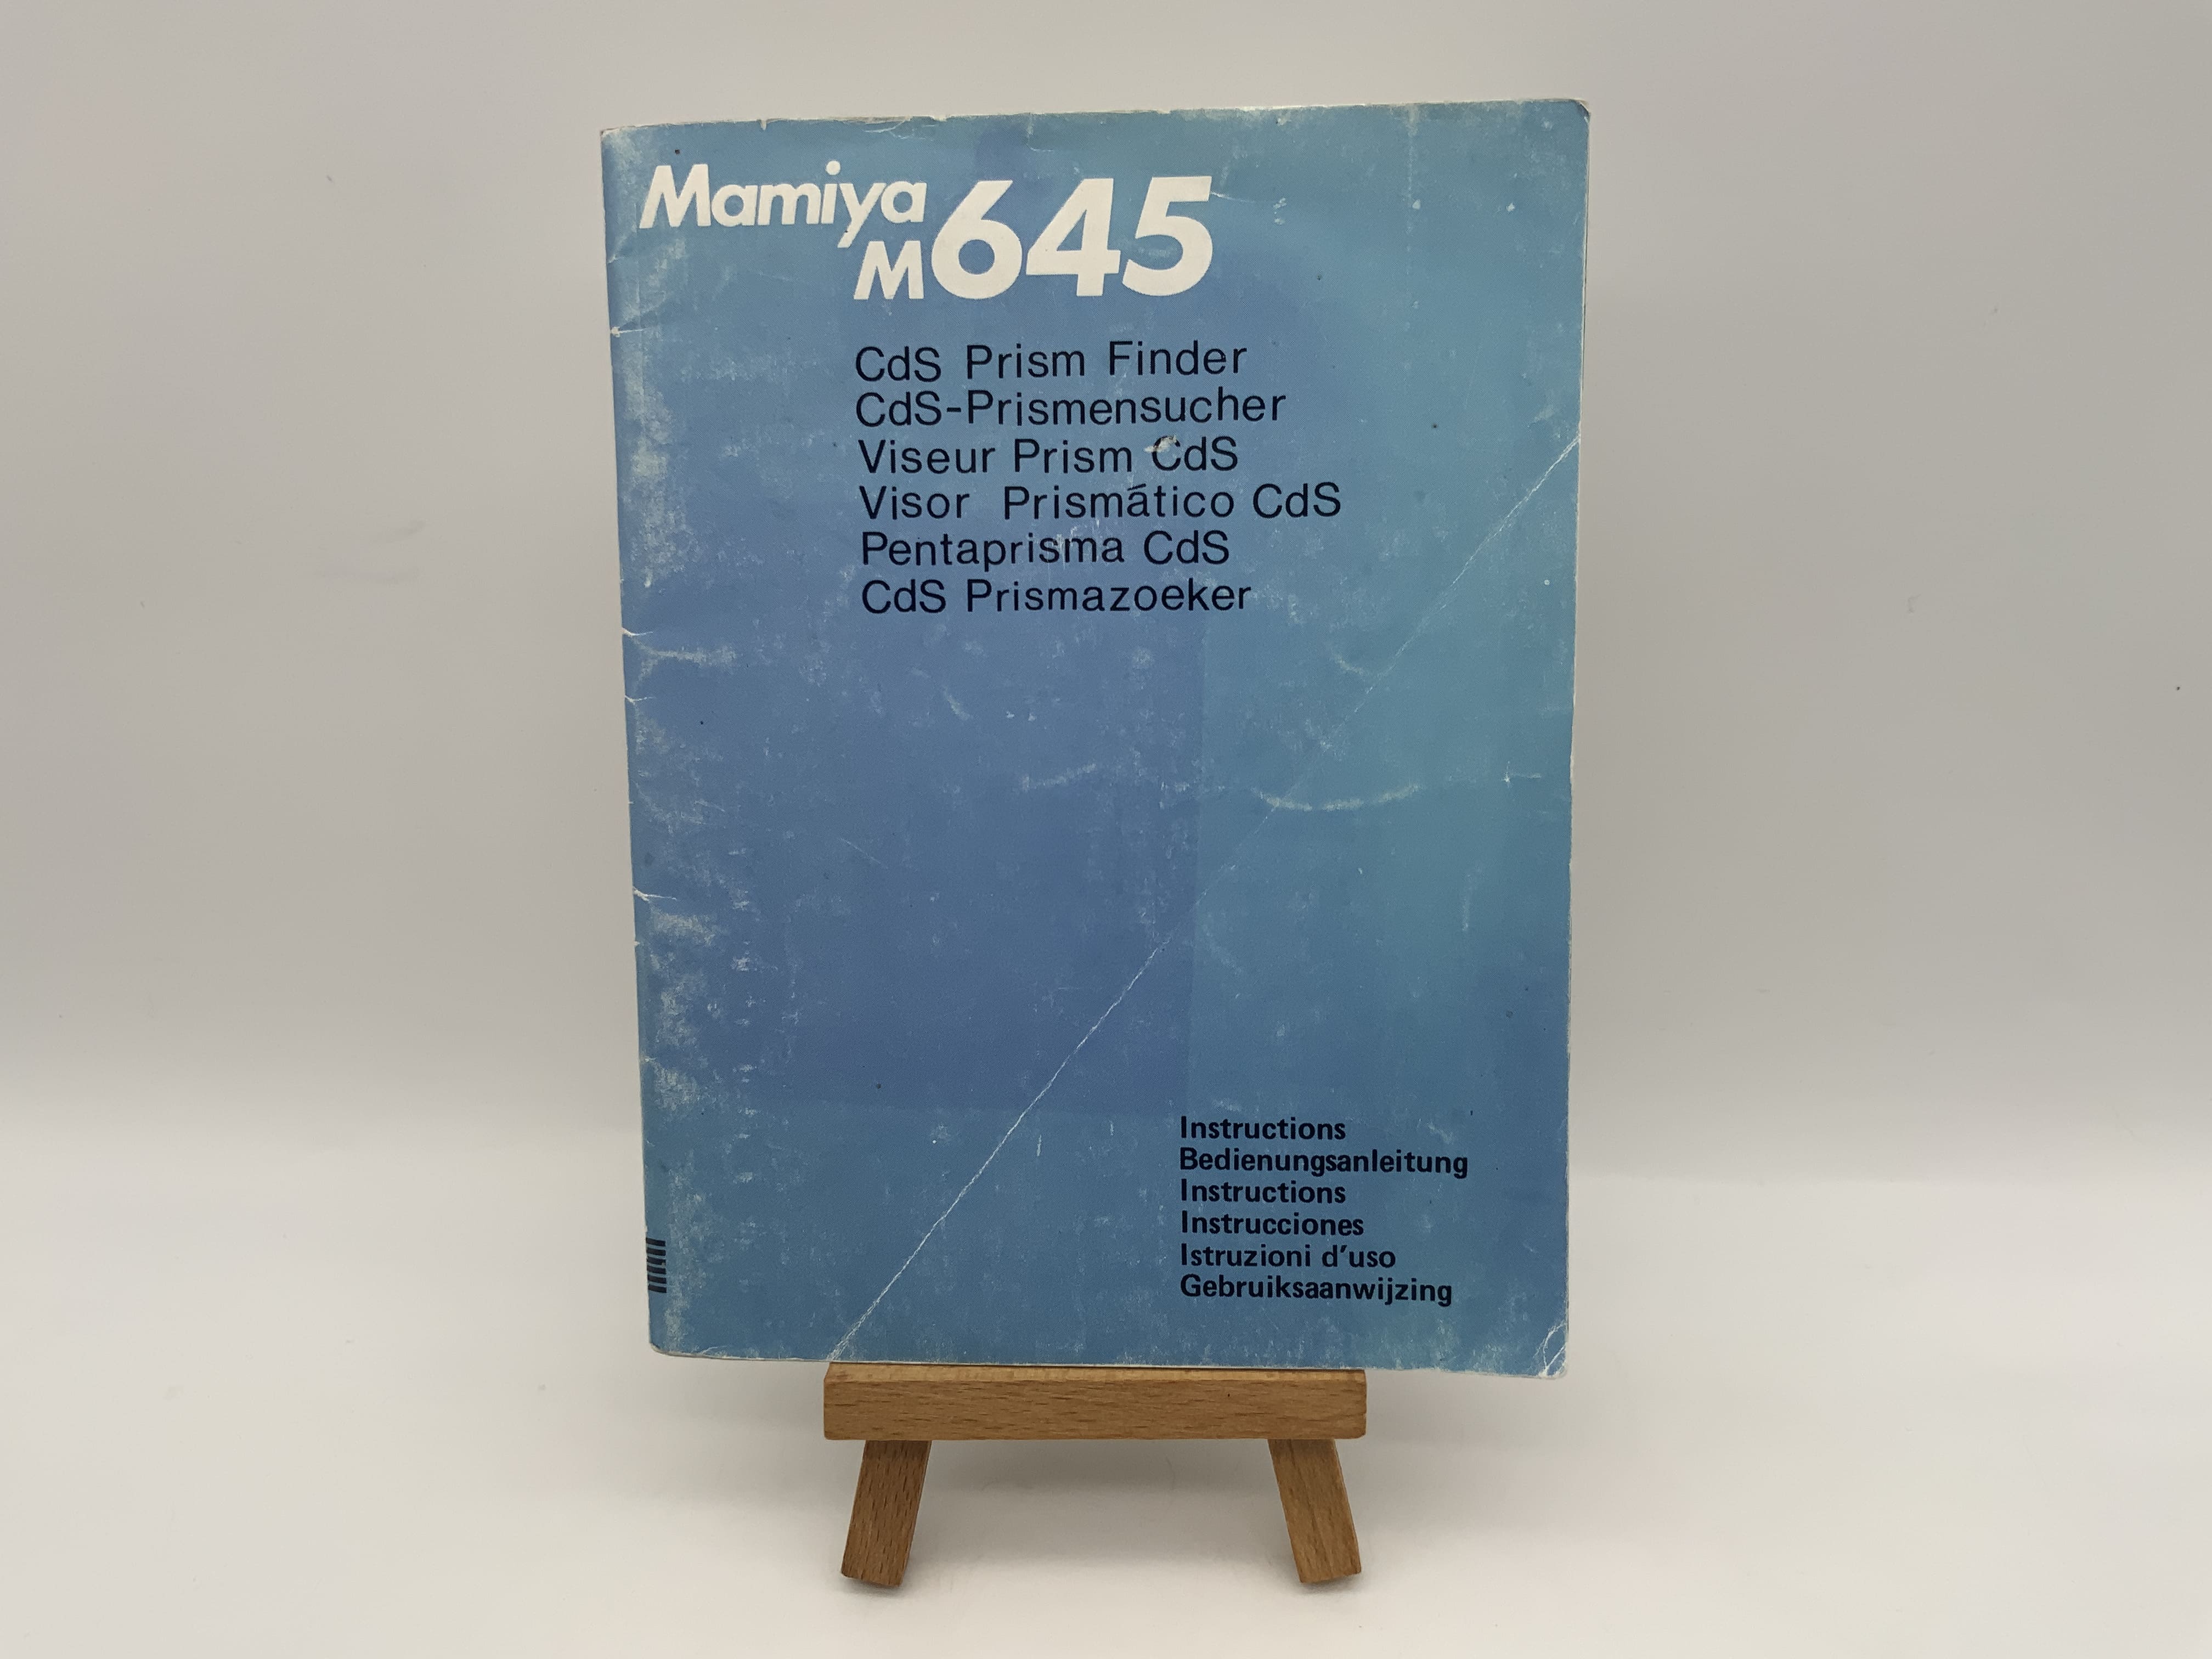 Mamiya
M645
CdS Prism Finder
CdS-Prismensucher
Viseur Prism CdS
Visor Prismático CdS
Pentaprisma CdS
CdS Prismazoeker
Instructions
Bedienungsanleitung
Instructions
Instrucciones
Istruzioni d'uso
Gebruiksaanwijzing